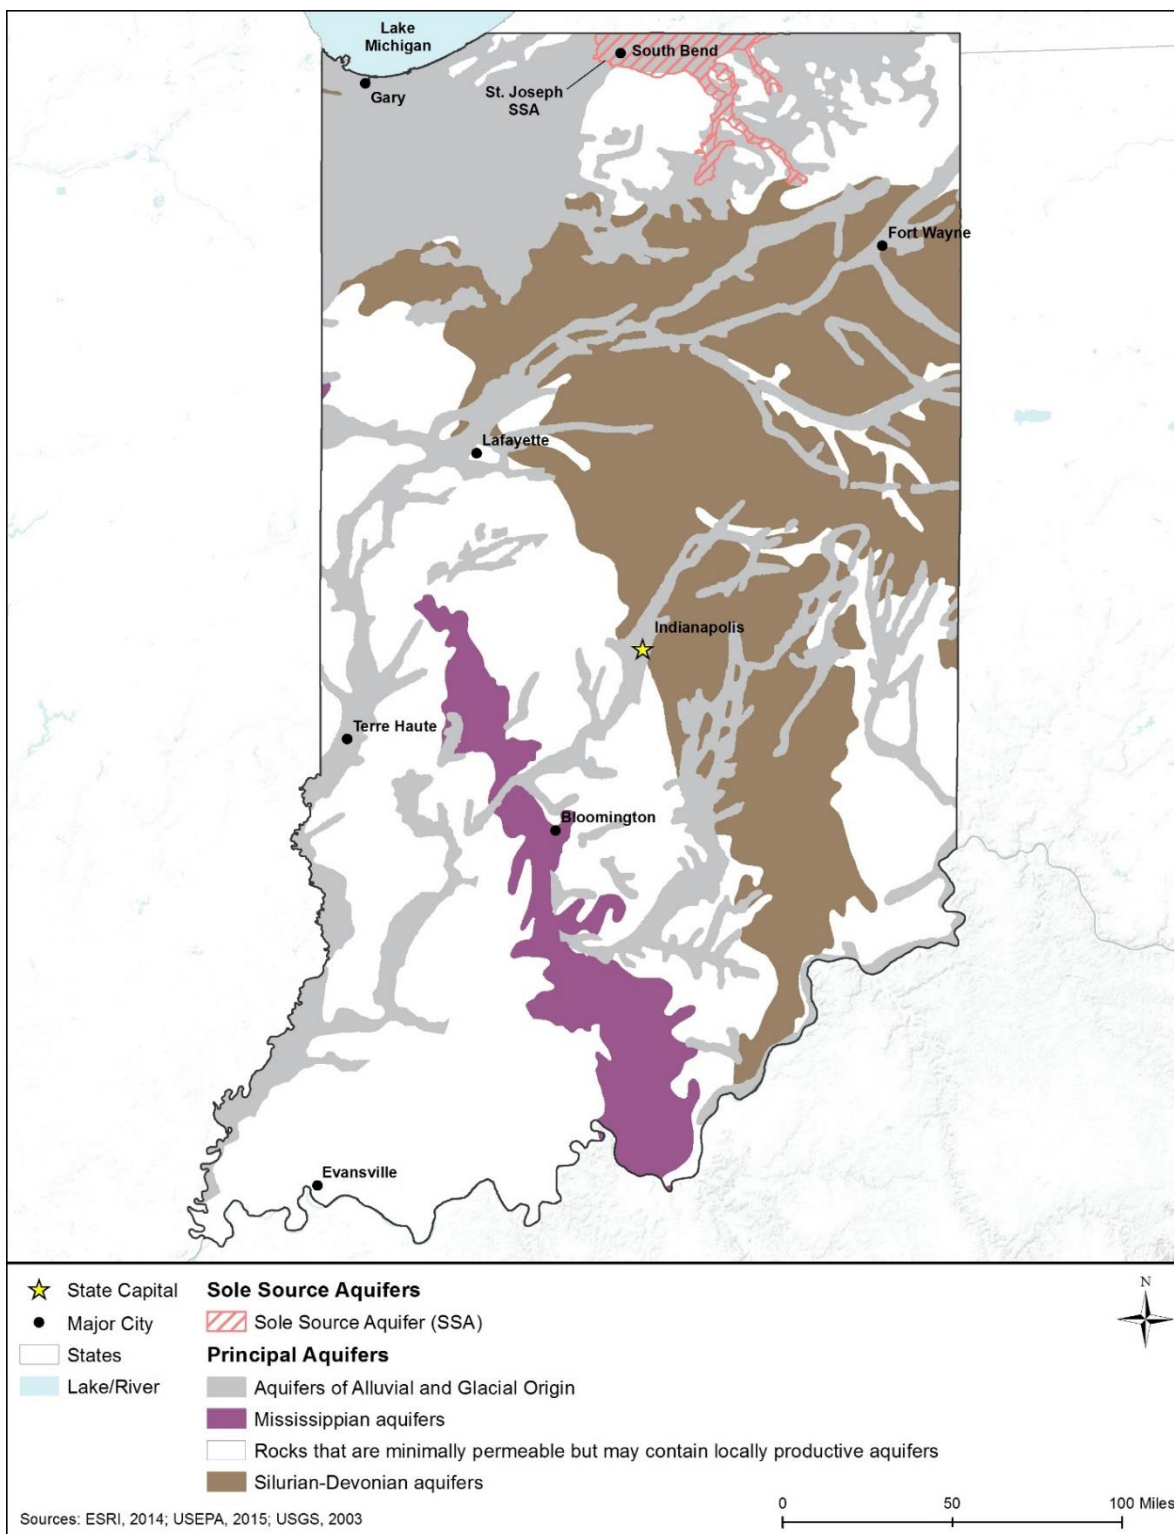 Lake
Michigan
South Bend
St. Joseph
SSA
Gary
Fort Wayne
Lafayette
Indianapolis
Terre Haute
Bloomington
Evansville
State Capital
Major City
States
Lake/River
Sole Source Aquifers
Sole Source Aquifer (SSA)
Principal Aquifers
Aquifers of Alluvial and Glacial Origin
Mississippian aquifers
Rocks that are minimally permeable but may contain locally productive aquifers
Silurian-Devonian aquifers
N
0 50 100 Miles
Sources: ESRI, 2014; USEPA, 2015; USGS, 2003